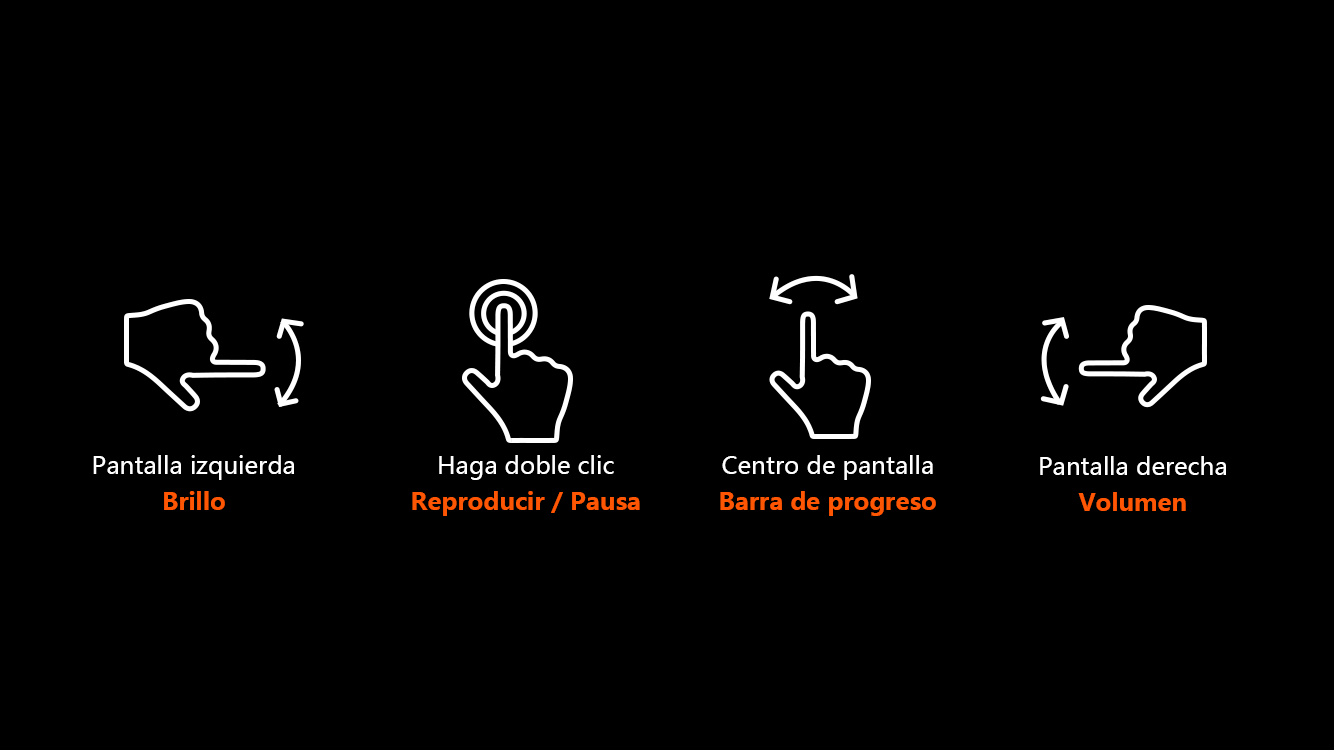 Pantalla izquierda
Brillo
Haga doble clic
Reproducir / Pausa
Centro de pantalla
Barra de progreso
Pantalla derecha
Volumen